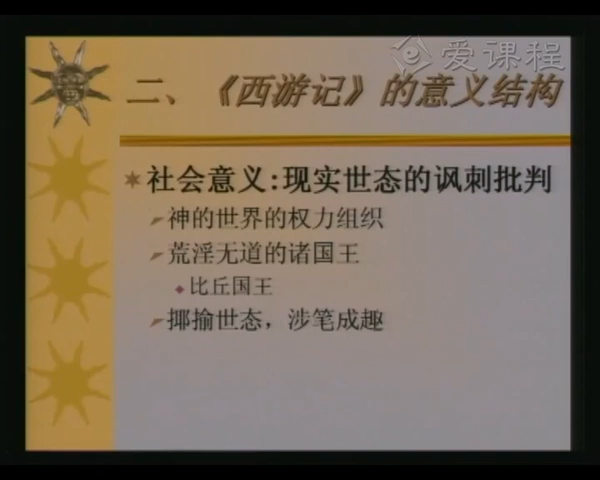 爱课程
二、《西游记》的意义结构
社会意义:现实世态的讽刺批判
神的世界的权力组织
荒淫无道的诸国王
比丘国王
揶揄世态，涉笔成趣